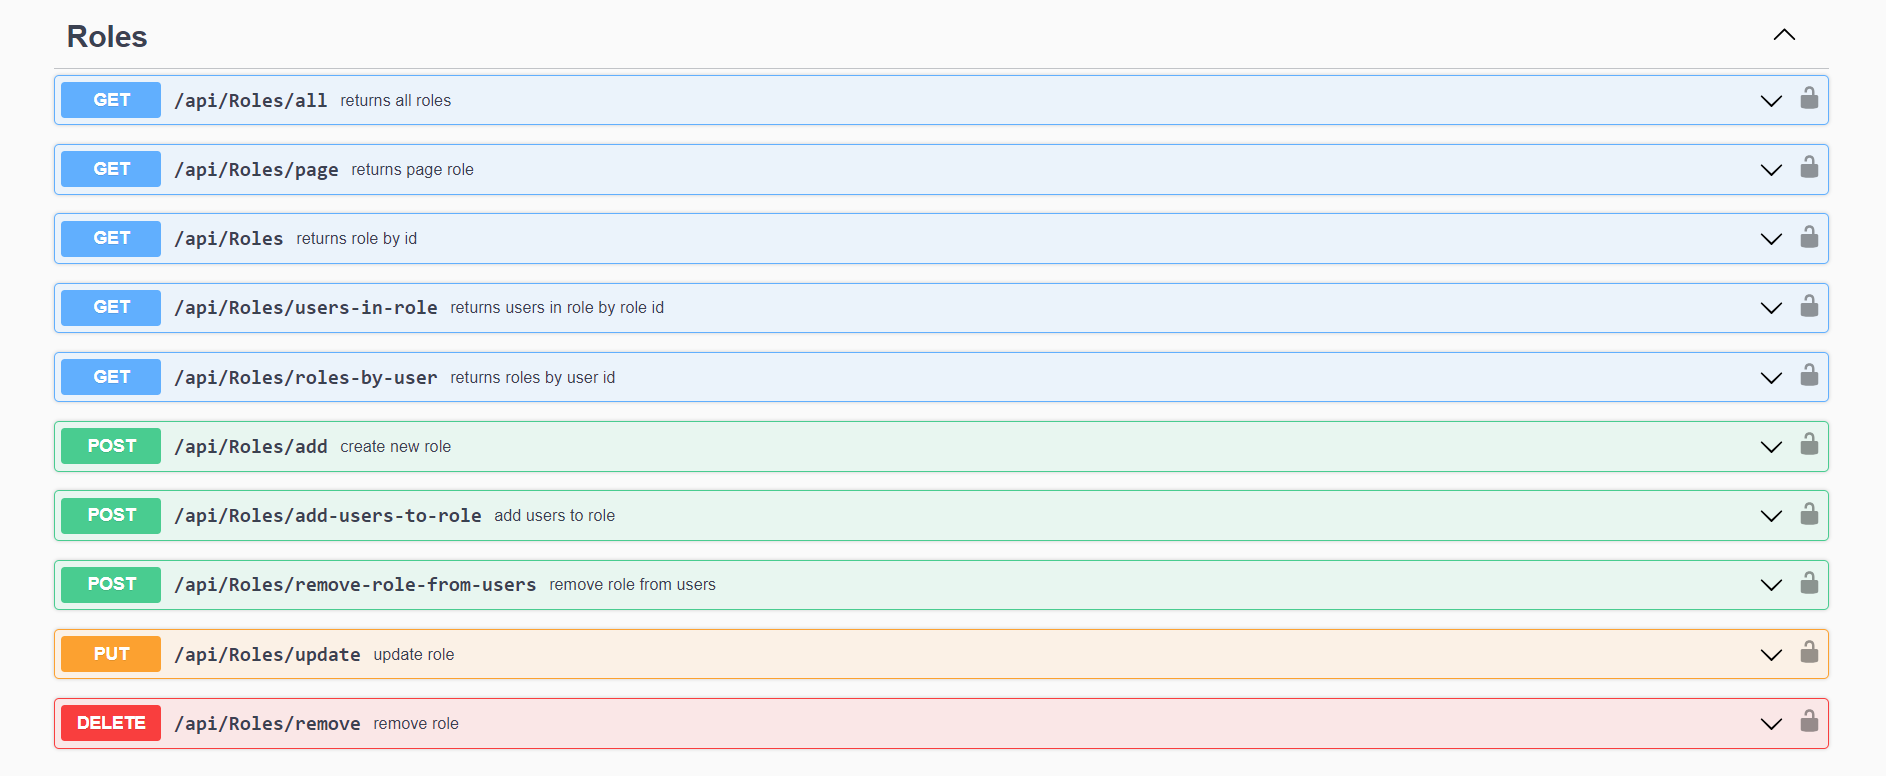 Roles
GET /api/Roles/all returns all roles
GET /api/Roles/page returns page role
GET /api/Roles returns role by id
GET /api/Roles/users-in-role returns users in role by role id
GET /api/Roles/roles-by-user returns roles by user id
POST /api/Roles/add create new role
POST /api/Roles/add-users-to-role add users to role
POST /api/Roles/remove-role-from-users remove role from users
PUT /api/Roles/update update role
DELETE /api/Roles/remove remove role